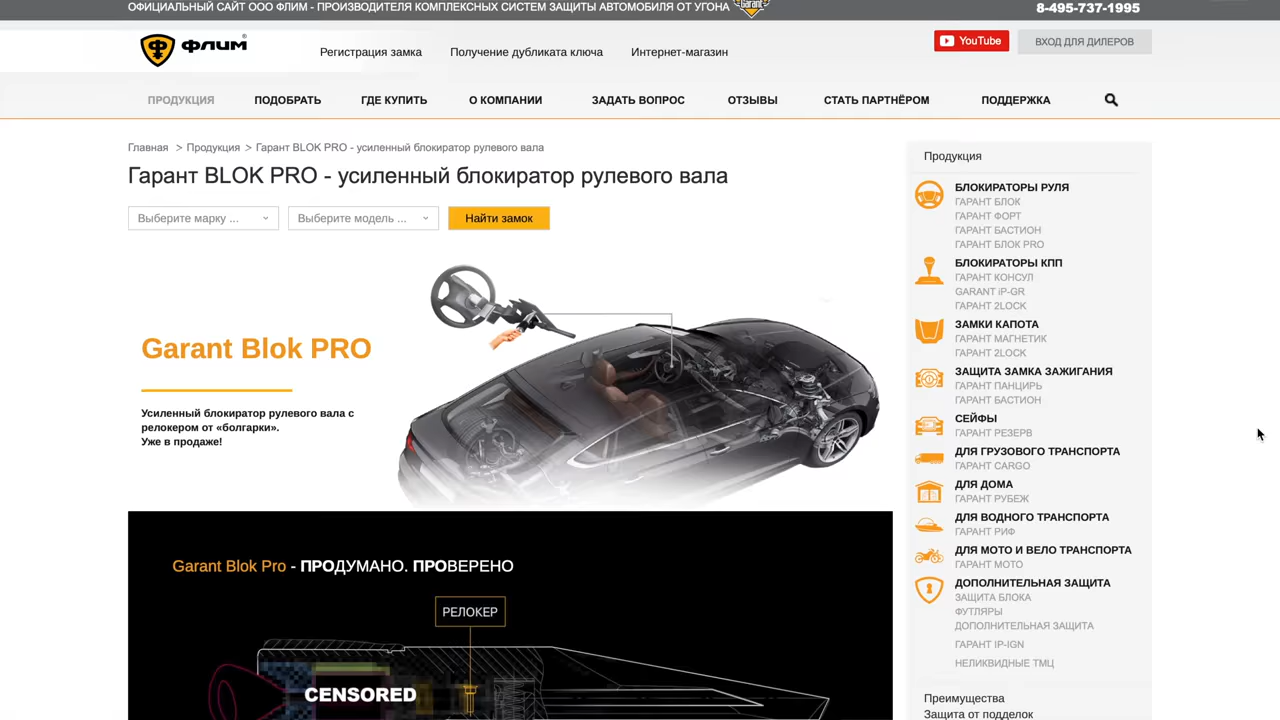 ОФИЦИАЛЬНЫЙ САЙТ ООО ФЛИМ - ПРОИЗВОДИТЕЛЯ КОМПЛЕКСНЫХ СИСТЕМ ЗАЩИТЫ АВТОМОБИЛЯ ОТ УГОНА
Garant
8-495-737-1995
ФЛИМ®
Регистрация замка
Получение дубликата ключа
Интернет-магазин
YouTube
ВХОД ДЛЯ ДИЛЕРОВ
ПРОДУКЦИЯ
ПОДОБРАТЬ
ГДЕ КУПИТЬ
О КОМПАНИИ
ЗАДАТЬ ВОПРОС
ОТЗЫВЫ
СТАТЬ ПАРТНЁРОМ
ПОДДЕРЖКА
Главная > Продукция > Гарант BLOK PRO - усиленный блокиратор рулевого вала
Гарант BLOK PRO - усиленный блокиратор рулевого вала
Выберите марку ...
Выберите модель ...
Найти замок
Garant Blok PRO
Усиленный блокиратор рулевого вала с
релокером от «болгарки».
Уже в продаже!
Garant Blok Pro - ПРОДУМАНО. ПРОВЕРЕНО
РЕЛОКЕР
CENSORED
Продукция
БЛОКИРАТОРЫ РУЛЯ
ГАРАНТ БЛОК
ГАРАНТ ФОРТ
ГАРАНТ БАСТИОН
ГАРАНТ БЛОК PRO
БЛОКИРАТОРЫ КПП
ГАРАНТ КОНСУЛ
GARANT iP-GR
ГАРАНТ 2LOCK
ЗАМКИ КАПОТА
ГАРАНТ МАГНЕТИК
ГАРАНТ 2LOCK
ЗАЩИТА ЗАМКА ЗАЖИГАНИЯ
ГАРАНТ ПАНЦИРЬ
ГАРАНТ БАСТИОН
СЕЙФЫ
ГАРАНТ РЕЗЕРВ
ДЛЯ ГРУЗОВОГО ТРАНСПОРТА
ГАРАНТ CARGO
ДЛЯ ДОМА
ГАРАНТ РУБЕЖ
ДЛЯ ВОДНОГО ТРАНСПОРТА
ГАРАНТ РИФ
ДЛЯ МОТО И ВЕЛО ТРАНСПОРТА
ГАРАНТ МОТО
ДОПОЛНИТЕЛЬНАЯ ЗАЩИТА
ЗАЩИТА БЛОКА
ФУТЛЯРЫ
ДОПОЛНИТЕЛЬНАЯ ЗАЩИТА
ГАРАНТ IP-IGN
НЕЛИКВИДНЫЕ ТМЦ
Преимущества
Защита от подделок